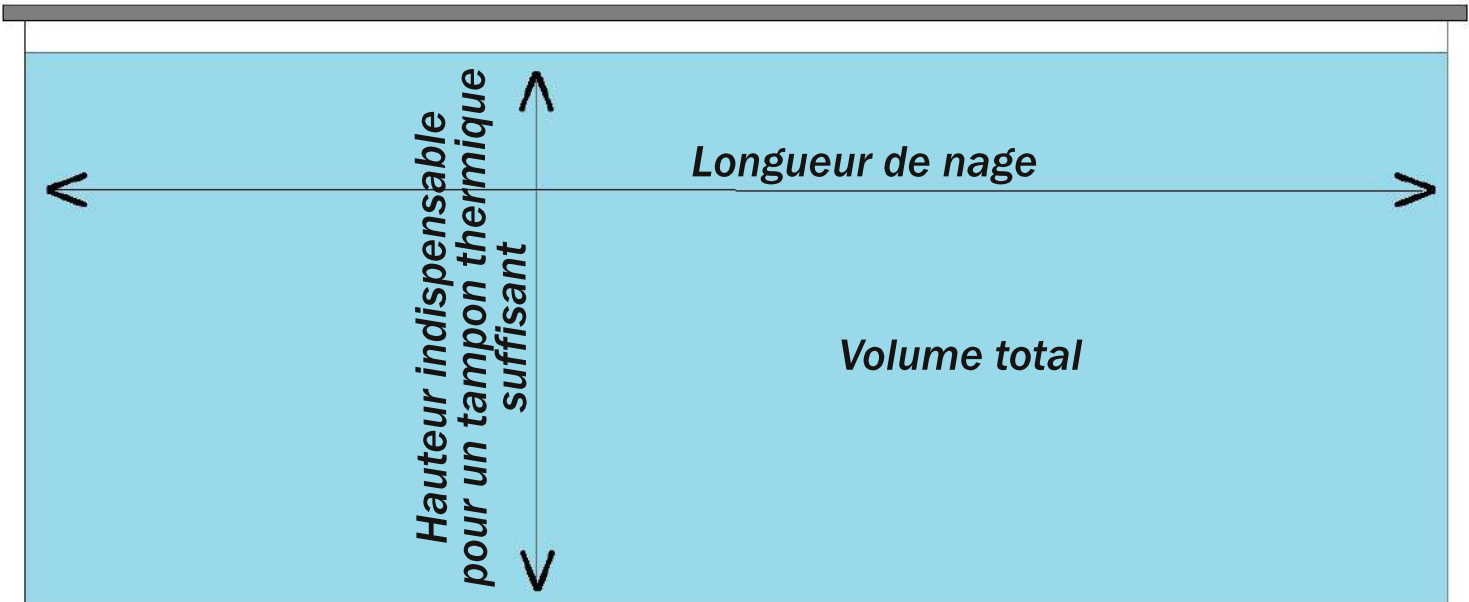 Hauteur indispensable
pour un tampon thermique
suffisant
Longueur de nage
Volume total